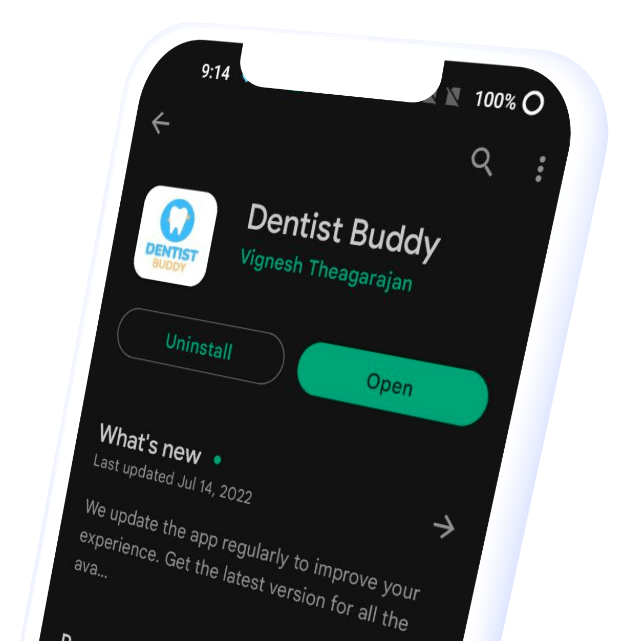 9:14
100%
DENTIST
BUDDY
Dentist Buddy
Vignesh Theagarajan
Uninstall
Open
What's new
Last updated Jul 14, 2022
We update the app regularly to improve your
experience. Get the latest version for all the
ava...